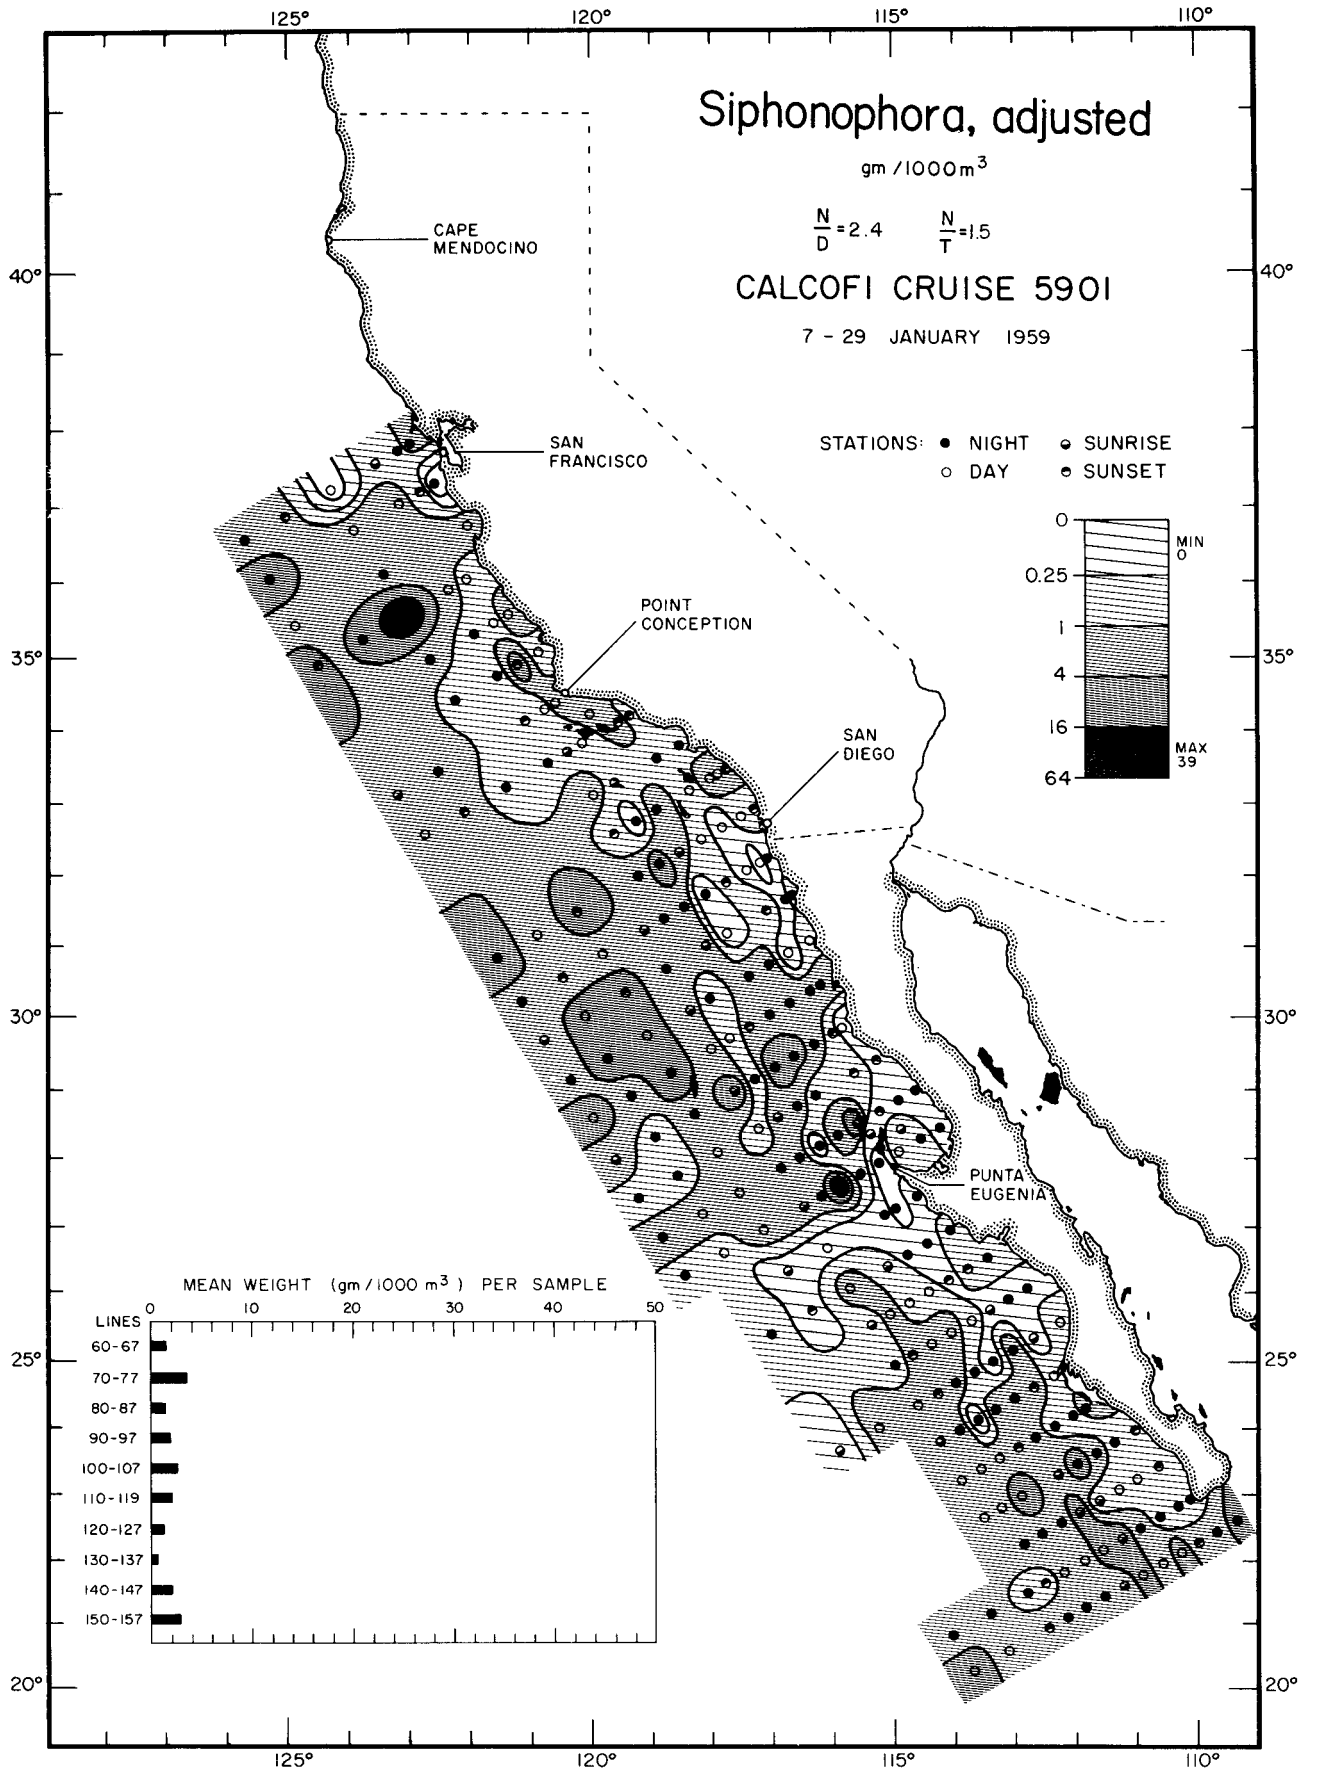 125° 120° 115° 110°
Siphonophora, adjusted
gm/1000m³
N/D = 2.4 N/T = 1.5
CALCOFI CRUISE 5901
7 - 29 JANUARY 1959
CAPE
MENDOCINO
40° 40°
STATIONS: ● NIGHT SUNRISE
○ DAY SUNSET
SAN
FRANCISCO
0
MIN
0
0.25
1
4
16
MAX
39
64
POINT
CONCEPTION
35° 35°
SAN
DIEGO
30° 30°
PUNTA
EUGENIA
MEAN WEIGHT (gm/1000 m³) PER SAMPLE
0 10 20 30 40 50
LINES
60-67
70-77
80-87
90-97
100-107
110-119
120-127
130-137
140-147
150-157
25° 25°
20° 20°
125° 120° 115° 110°